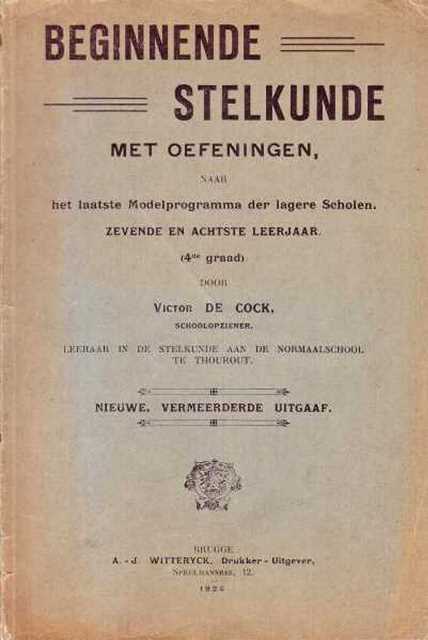 BEGINNENDE
STELKUNDE
MET OEFENINGEN,
NAAR
het laatste Modelprogramma der lagere Scholen.
ZEVENDE EN ACHTSTE LEERJAAR.
(4de graad)
DOOR
VICTOR DE COCK,
SCHOOLOPZIENER,
LEERAAR IN DE STELKUNDE AAN DE NORMAALSCHOOL
TE THOUROUT.
NIEUWE, VERMEERDERDE UITGAAF.
BRUGGE
A. - J. WITTERYCK, Drukker - Uitgever,
12.